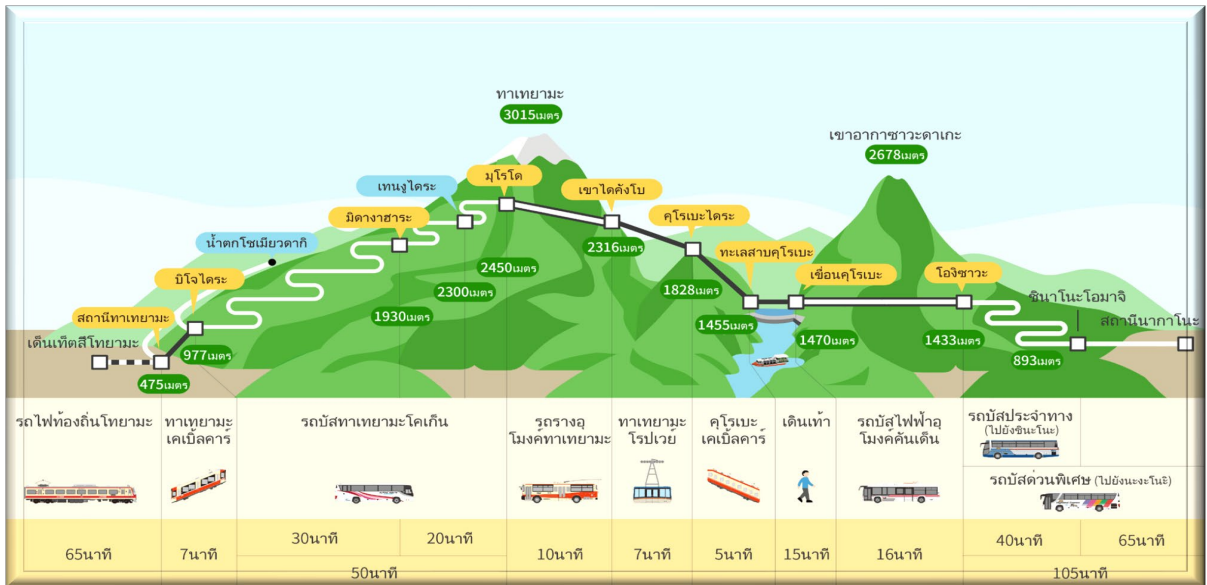 ทาเทยามะ
3015เมตร
เขาอากาซาวะดาเกะ
2678เมตร
เทนงูไดระ
มุโรโด
เขาไดคังโบ
มิดางาฮาระ
คุโรเบะไดระ
น้ำตกโชเมียวดากิ
2316เมตร
ทะเลสาบคุโรเบะ
บิโจไดระ
2450เมตร
เขื่อนคุโรเบะ
โองิซาวะ
2300เมตร
1828เมตร
ชินาโนะโอมาจิ
สถานีทาเทยามะ
1930เมตร
1455เมตร
สถานีนากาโนะ
เด็นเท็ตสึโทยามะ
977เมตร
1470เมตร
1433เมตร
893เมตร
475เมตร
รถไฟท้องถิ่นโทยามะ
ทาเทยามะ
เคเบิ้ลคาร์
รถบัสทาเทยามะโคเก็น
รถรางอุ
โมงค์ทาเทยามะ
ทาเทยามะ
โรปเวย์
คุโรเบะ
เคเบิ้ลคาร์
เดินเท้า
รถบัสไฟฟ้าอุ
โมงค์คันเด็น
รถบัสประจำทาง
(ไปยังชินะโนะ)
รถบัสด่วนพิเศษ (ไปยังนะงะโนะ)
65นาที
7นาที
30นาที
20นาที
50นาที
10นาที
7นาที
5นาที
15นาที
16นาที
40นาที
65นาที
105นาที